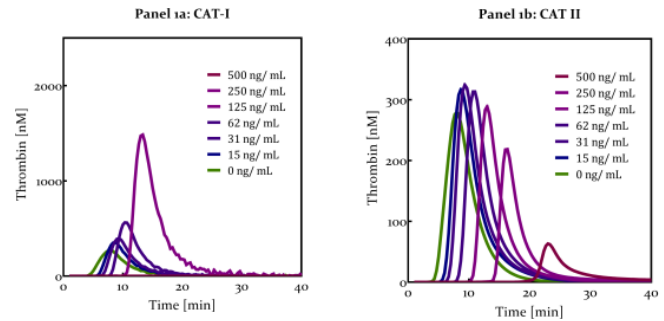 Panel 1a: CAT-I
Thrombin [nM]
2000
1000
0
500 ng/ mL
250 ng/ mL
125 ng/ mL
62 ng/ mL
31 ng/ mL
15 ng/ mL
0 ng/ mL
0 10 20 30 40
Time [min]
Panel 1b: CAT II
Thrombin [nM]
400
300
200
100
0
500 ng/ mL
250 ng/ mL
125 ng/ mL
62 ng/ mL
31 ng/ mL
15 ng/ mL
0 ng/ mL
0 10 20 30 40
Time [min]